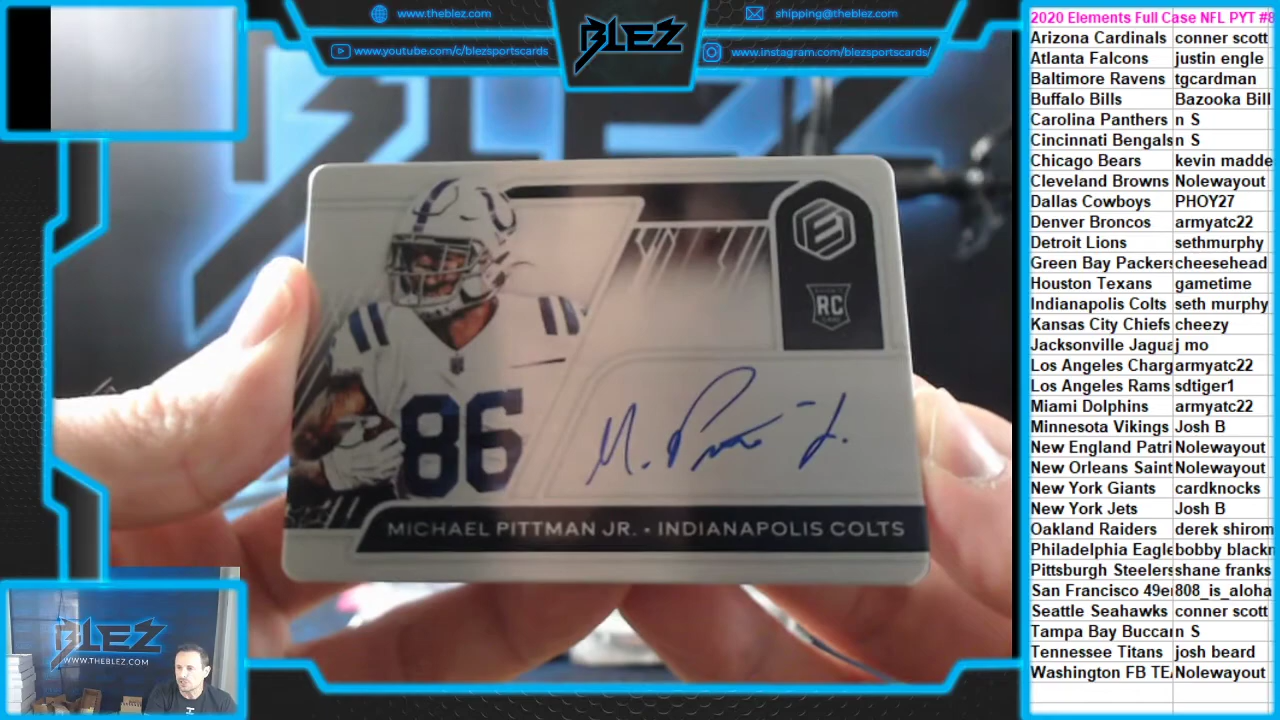 www.theblez.com
www.youtube.com/c/blezsportscards
BLEZ
shipping@theblez.com
www.instagram.com/blezsportscards/
BLEZ
RC
86
M. P Jr.
MICHAEL PITTMAN JR. • INDIANAPOLIS COLTS
BLEZ
WWW.THEBLEZ.COM
2020 Elements Full Case NFL PYT #8
Arizona Cardinals conner scott
Atlanta Falcons justin engle
Baltimore Ravens tgcardman
Buffalo Bills Bazooka Bill
Carolina Panthers n S
Cincinnati Bengals n S
Chicago Bears kevin madde
Cleveland Browns Nolewayout
Dallas Cowboys PHOY27
Denver Broncos armyatc22
Detroit Lions sethmurphy
Green Bay Packers cheesehead
Houston Texans gametime
Indianapolis Colts seth murphy
Kansas City Chiefs cheezy
Jacksonville Jagua j mo
Los Angeles Charg armyatc22
Los Angeles Rams sdtiger1
Miami Dolphins armyatc22
Minnesota Vikings Josh B
New England Patri Nolewayout
New Orleans Saint Nolewayout
New York Giants cardknocks
New York Jets Josh B
Oakland Raiders derek shirom
Philadelphia Eagle bobby blackn
Pittsburgh Steelers shane franks
San Francisco 49e 808_is_aloha
Seattle Seahawks conner scott
Tampa Bay Buccan n S
Tennessee Titans josh beard
Washington FB TEA Nolewayout